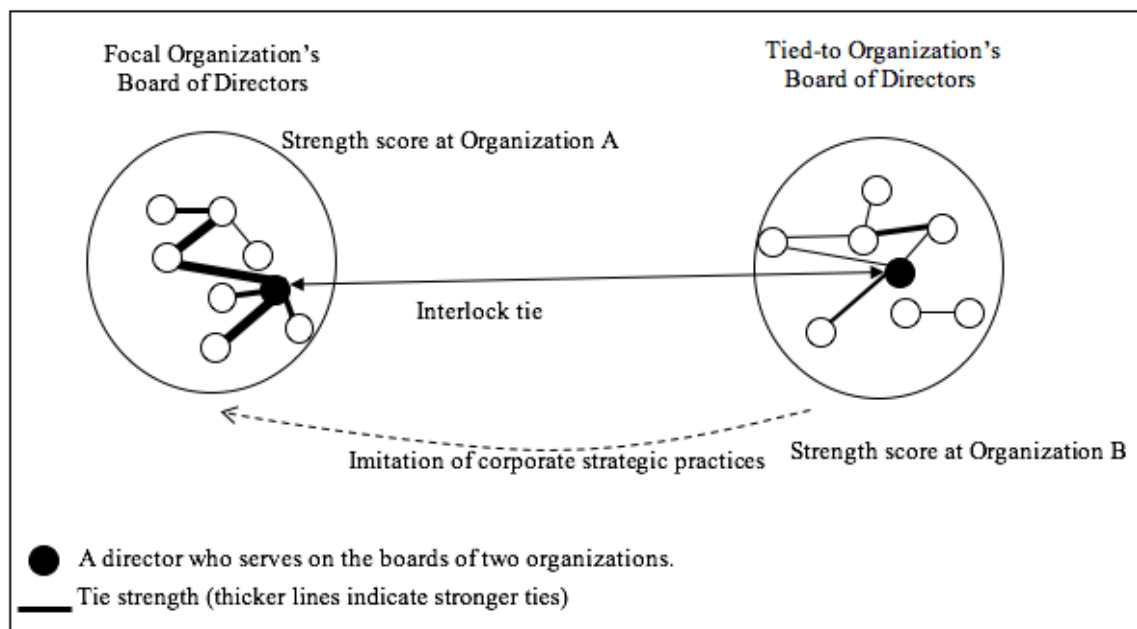 Focal Organization's
Board of Directors
Tied-to Organization's
Board of Directors
Strength score at Organization A
Interlock tie
Imitation of corporate strategic practices
Strength score at Organization B
A director who serves on the boards of two organizations.
Tie strength (thicker lines indicate stronger ties)